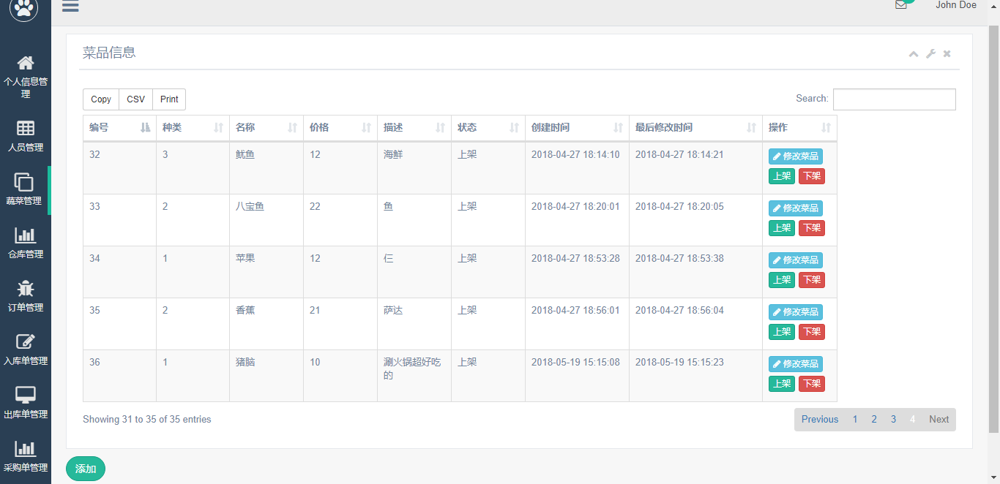 John Doe
个人信息管
理
人员管理
蔬菜管理
仓库管理
订单管理
入库单管理
出库单管理
采购单管理
菜品信息
Copy CSV Print
Search:
编号 种类 名称 价格 描述 状态 创建时间 最后修改时间 操作
32 3 鱿鱼 12 海鲜 上架 2018-04-27 18:14:10 2018-04-27 18:14:21 修改菜品
上架 下架
33 2 八宝鱼 22 鱼 上架 2018-04-27 18:20:01 2018-04-27 18:20:05 修改菜品
上架 下架
34 1 苹果 12 仨 上架 2018-04-27 18:53:28 2018-04-27 18:53:38 修改菜品
上架 下架
35 2 香蕉 21 萨达 上架 2018-04-27 18:56:01 2018-04-27 18:56:04 修改菜品
上架 下架
36 1 猪脑 10 涮火锅超好吃 上架 2018-05-19 15:15:08 2018-05-19 15:15:23 修改菜品
的 上架 下架
Showing 31 to 35 of 35 entries
Previous 1 2 3 4 Next
添加